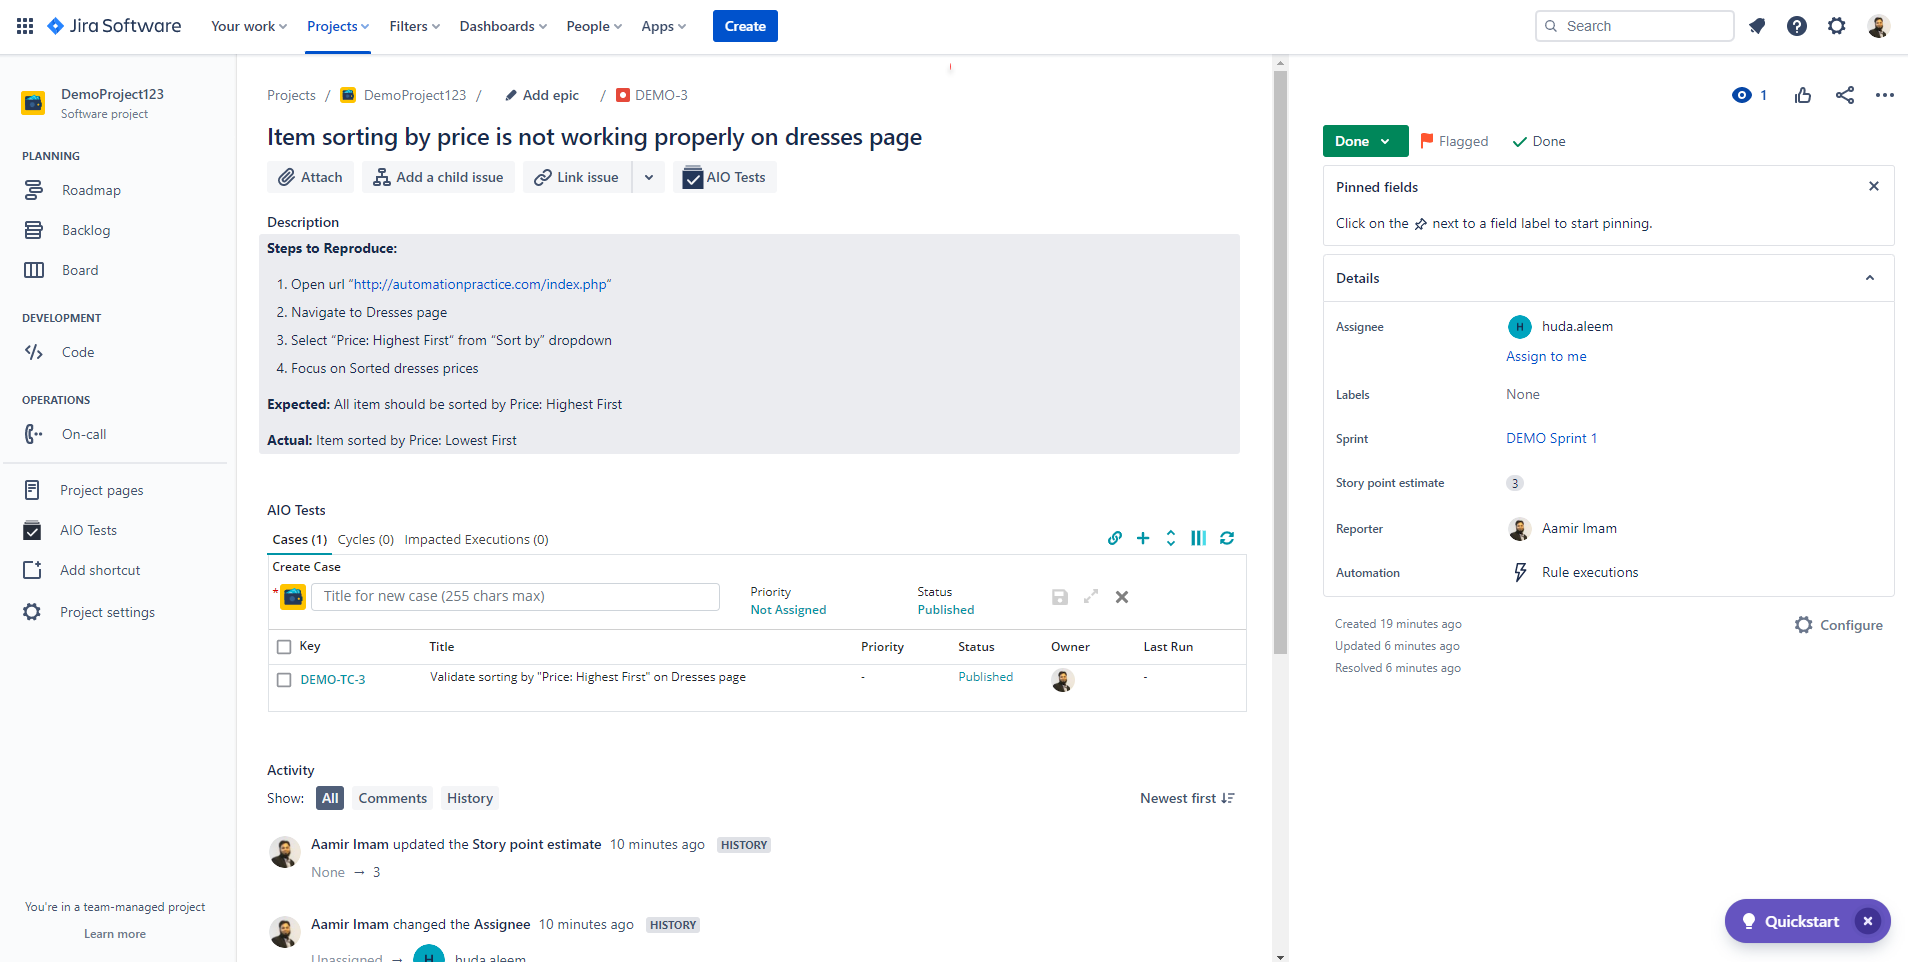 Jira Software
Your work
Projects
Filters
Dashboards
People
Apps
Create
Search
DemoProject123
Software project
PLANNING
Roadmap
Backlog
Board
DEVELOPMENT
Code
OPERATIONS
On-call
Project pages
AIO Tests
Add shortcut
Project settings
You're in a team-managed project
Learn more
Projects / DemoProject123 / Add epic / DEMO-3
Item sorting by price is not working properly on dresses page
Attach
Add a child issue
Link issue
AIO Tests
Description
Steps to Reproduce:
1. Open url “http://automationpractice.com/index.php“
2. Navigate to Dresses page
3. Select “Price: Highest First“ from “Sort by” dropdown
4. Focus on Sorted dresses prices
Expected: All item should be sorted by Price: Highest First
Actual: Item sorted by Price: Lowest First
AIO Tests
Cases (1) Cycles (0) Impacted Executions (0)
Create Case
* Title for new case (255 chars max)
Priority
Not Assigned
Status
Published
Key Title Priority Status Owner Last Run
DEMO-TC-3 Validate sorting by "Price: Highest First" on Dresses page - Published -
Activity
Show: All Comments History Newest first
Aamir Imam updated the Story point estimate 10 minutes ago HISTORY
None → 3
Aamir Imam changed the Assignee 10 minutes ago HISTORY
Unassigned → H huda.aleem
1
Done
Flagged
Done
Pinned fields
Click on the next to a field label to start pinning.
Details
Assignee H huda.aleem
Assign to me
Labels None
Sprint DEMO Sprint 1
Story point estimate 3
Reporter Aamir Imam
Automation Rule executions
Created 19 minutes ago
Updated 6 minutes ago
Resolved 6 minutes ago
Configure
Quickstart